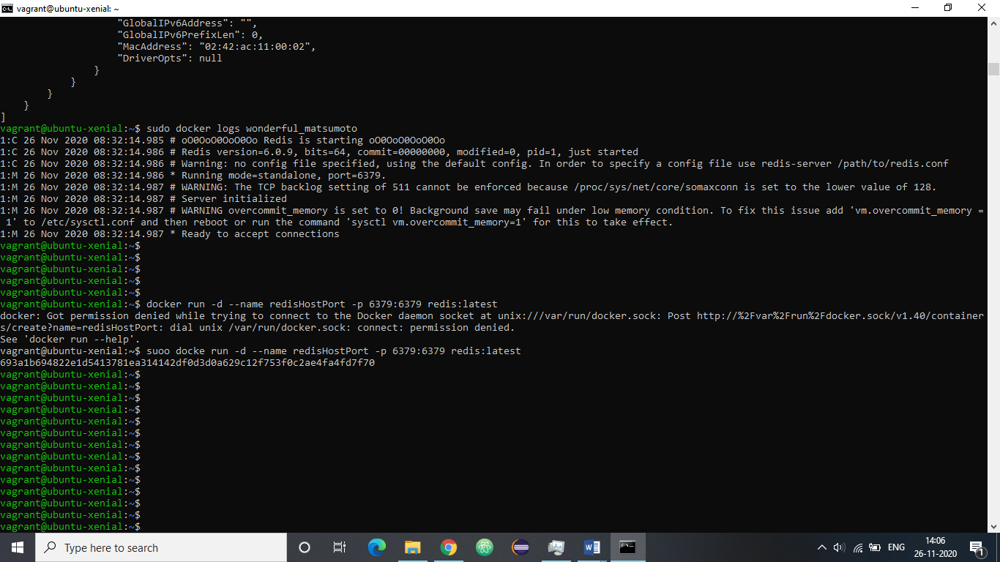 vagrant@ubuntu-xenial: ~
"GlobalIPv6Address": "",
"GlobalIPv6PrefixLen": 0,
"MacAddress": "02:42:ac:11:00:02",
"DriverOpts": null
}
}
}
}
]
vagrant@ubuntu-xenial:~$ sudo docker logs wonderful_matsumoto
1:C 26 Nov 2020 08:32:14.985 # oO0OoO0OoO0Oo Redis is starting oO0OoO0OoO0Oo
1:C 26 Nov 2020 08:32:14.986 # Redis version=6.0.9, bits=64, commit=00000000, modified=0, pid=1, just started
1:C 26 Nov 2020 08:32:14.986 # Warning: no config file specified, using the default config. In order to specify a config file use redis-server /path/to/redis.conf
1:M 26 Nov 2020 08:32:14.986 * Running mode=standalone, port=6379.
1:M 26 Nov 2020 08:32:14.987 # WARNING: The TCP backlog setting of 511 cannot be enforced because /proc/sys/net/core/somaxconn is set to the lower value of 128.
1:M 26 Nov 2020 08:32:14.987 # Server initialized
1:M 26 Nov 2020 08:32:14.987 # WARNING overcommit_memory is set to 0! Background save may fail under low memory condition. To fix this issue add 'vm.overcommit_memory =
1' to /etc/sysctl.conf and then reboot or run the command 'sysctl vm.overcommit_memory=1' for this to take effect.
1:M 26 Nov 2020 08:32:14.987 * Ready to accept connections
vagrant@ubuntu-xenial:~$
vagrant@ubuntu-xenial:~$
vagrant@ubuntu-xenial:~$
vagrant@ubuntu-xenial:~$
vagrant@ubuntu-xenial:~$
vagrant@ubuntu-xenial:~$ docker run -d --name redisHostPort -p 6379:6379 redis:latest
docker: Got permission denied while trying to connect to the Docker daemon socket at unix:///var/run/docker.sock: Post http://%2Fvar%2Frun%2Fdocker.sock/v1.40/container
s/create?name=redisHostPort: dial unix /var/run/docker.sock: connect: permission denied.
See 'docker run --help'.
vagrant@ubuntu-xenial:~$ suoo docke run -d --name redisHostPort -p 6379:6379 redis:latest
693a1b694822e1d5413781ea314142df0d3d0a629c12f753f0c2ae4fa4fd7f70
vagrant@ubuntu-xenial:~$
vagrant@ubuntu-xenial:~$
vagrant@ubuntu-xenial:~$
vagrant@ubuntu-xenial:~$
vagrant@ubuntu-xenial:~$
vagrant@ubuntu-xenial:~$
vagrant@ubuntu-xenial:~$
vagrant@ubuntu-xenial:~$
vagrant@ubuntu-xenial:~$
vagrant@ubuntu-xenial:~$
vagrant@ubuntu-xenial:~$
vagrant@ubuntu-xenial:~$
vagrant@ubuntu-xenial:~$
vagrant@ubuntu-xenial:~$
Type here to search
ENG
14:06
26-11-2020
1